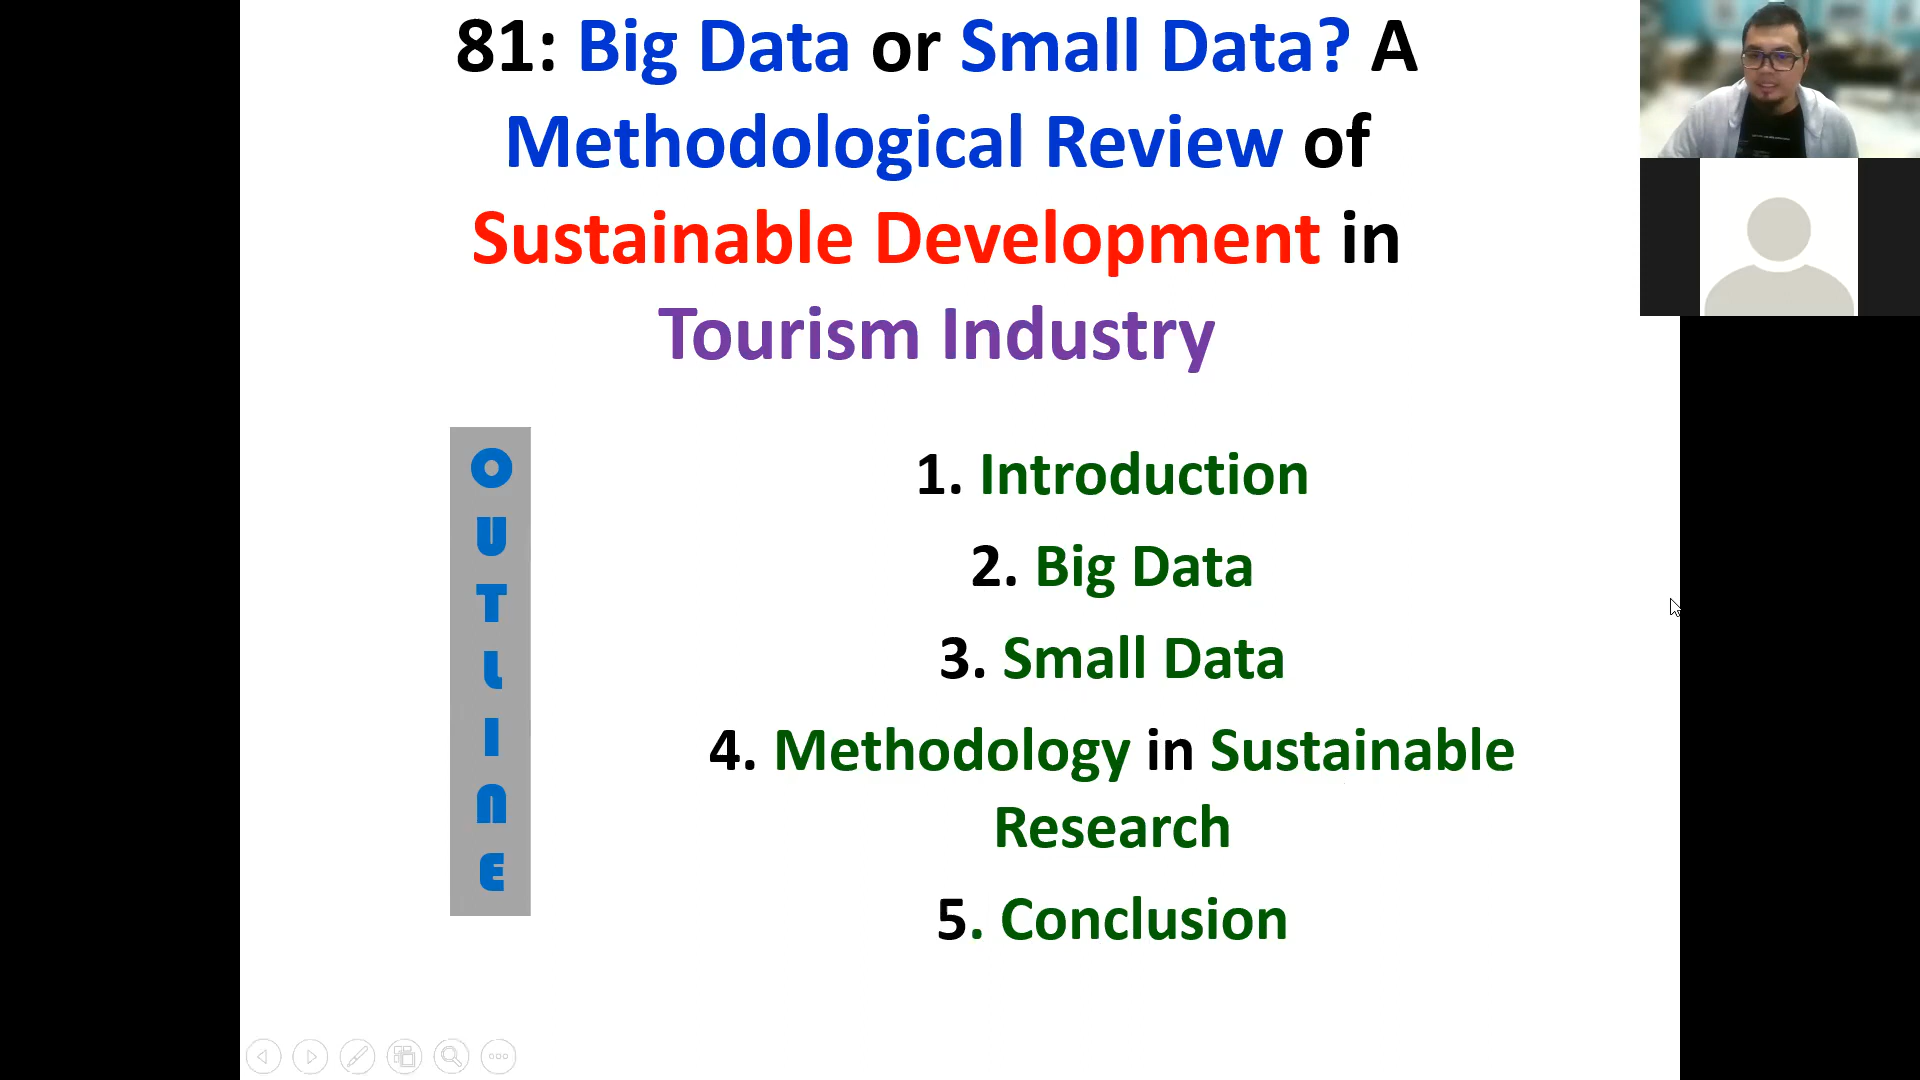 81: Big Data or Small Data? A
Methodological Review of
Sustainable Development in
Tourism Industry
OUTLINE
1. Introduction
2. Big Data
3. Small Data
4. Methodology in Sustainable
Research
5. Conclusion